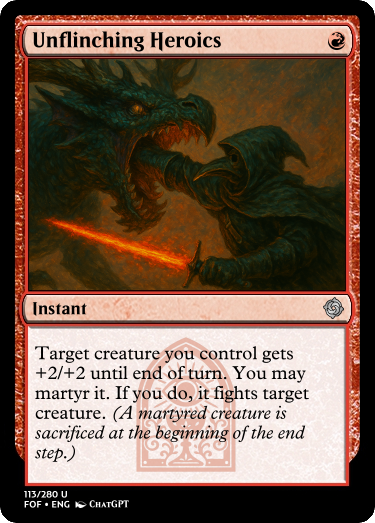 Unflinching Heroics
Instant
Target creature you control gets
+2/+2 until end of turn. You may
martyr it. If you do, it fights target
creature. (A martyred creature is
sacrificed at the beginning of the end
step.)
113/280 U
FOF • ENG ChatGPT